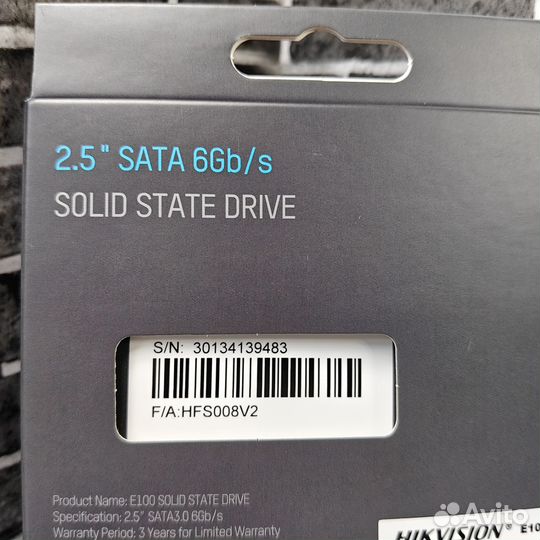 2.5" SATA 6Gb/s
SOLID STATE DRIVE
S/N: 30134139483
F/A:HFS008V2
Product Name: E100 SOLID STATE DRIVE
Specification: 2.5" SATA3.0 6Gb/s
Warranty Period: 3 Years for Limited Warranty
HIKVISION® E10
Avito